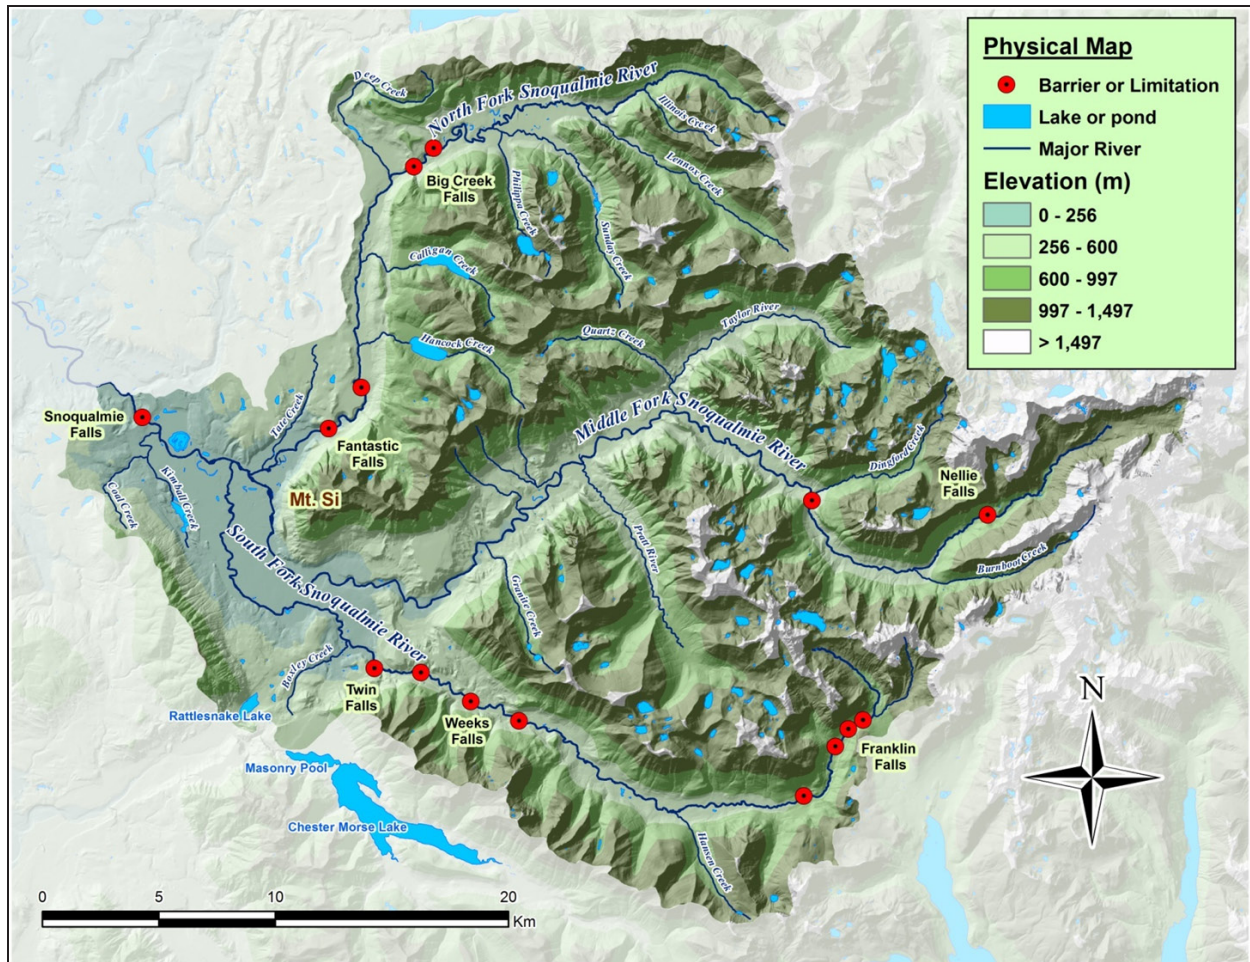 Physical Map
Barrier or Limitation
Lake or pond
Major River
Elevation (m)
0 - 256
256 - 600
600 - 997
997 - 1,497
> 1,497
Deep Creek
North Fork Snoqualmie River
Illinois Creek
Lennox Creek
Big Creek
Falls
Philippa Creek
Sunday Creek
Calligan Creek
Hancock Creek
Quartz Creek
Taylor River
Snoqualmie
Falls
Tate Creek
Fantastic
Falls
Middle Fork Snoqualmie River
Dingford Creek
Nellie
Falls
Mt. Si
Coal Creek
Kimball Creek
South Fork Snoqualmie River
Pratt River
Granite Creek
Burnboot Creek
Boxley Creek
Twin
Falls
Rattlesnake Lake
Weeks
Falls
Franklin
Falls
Masonry Pool
Chester Morse Lake
Hansen Creek
N
0 5 10 20
Km